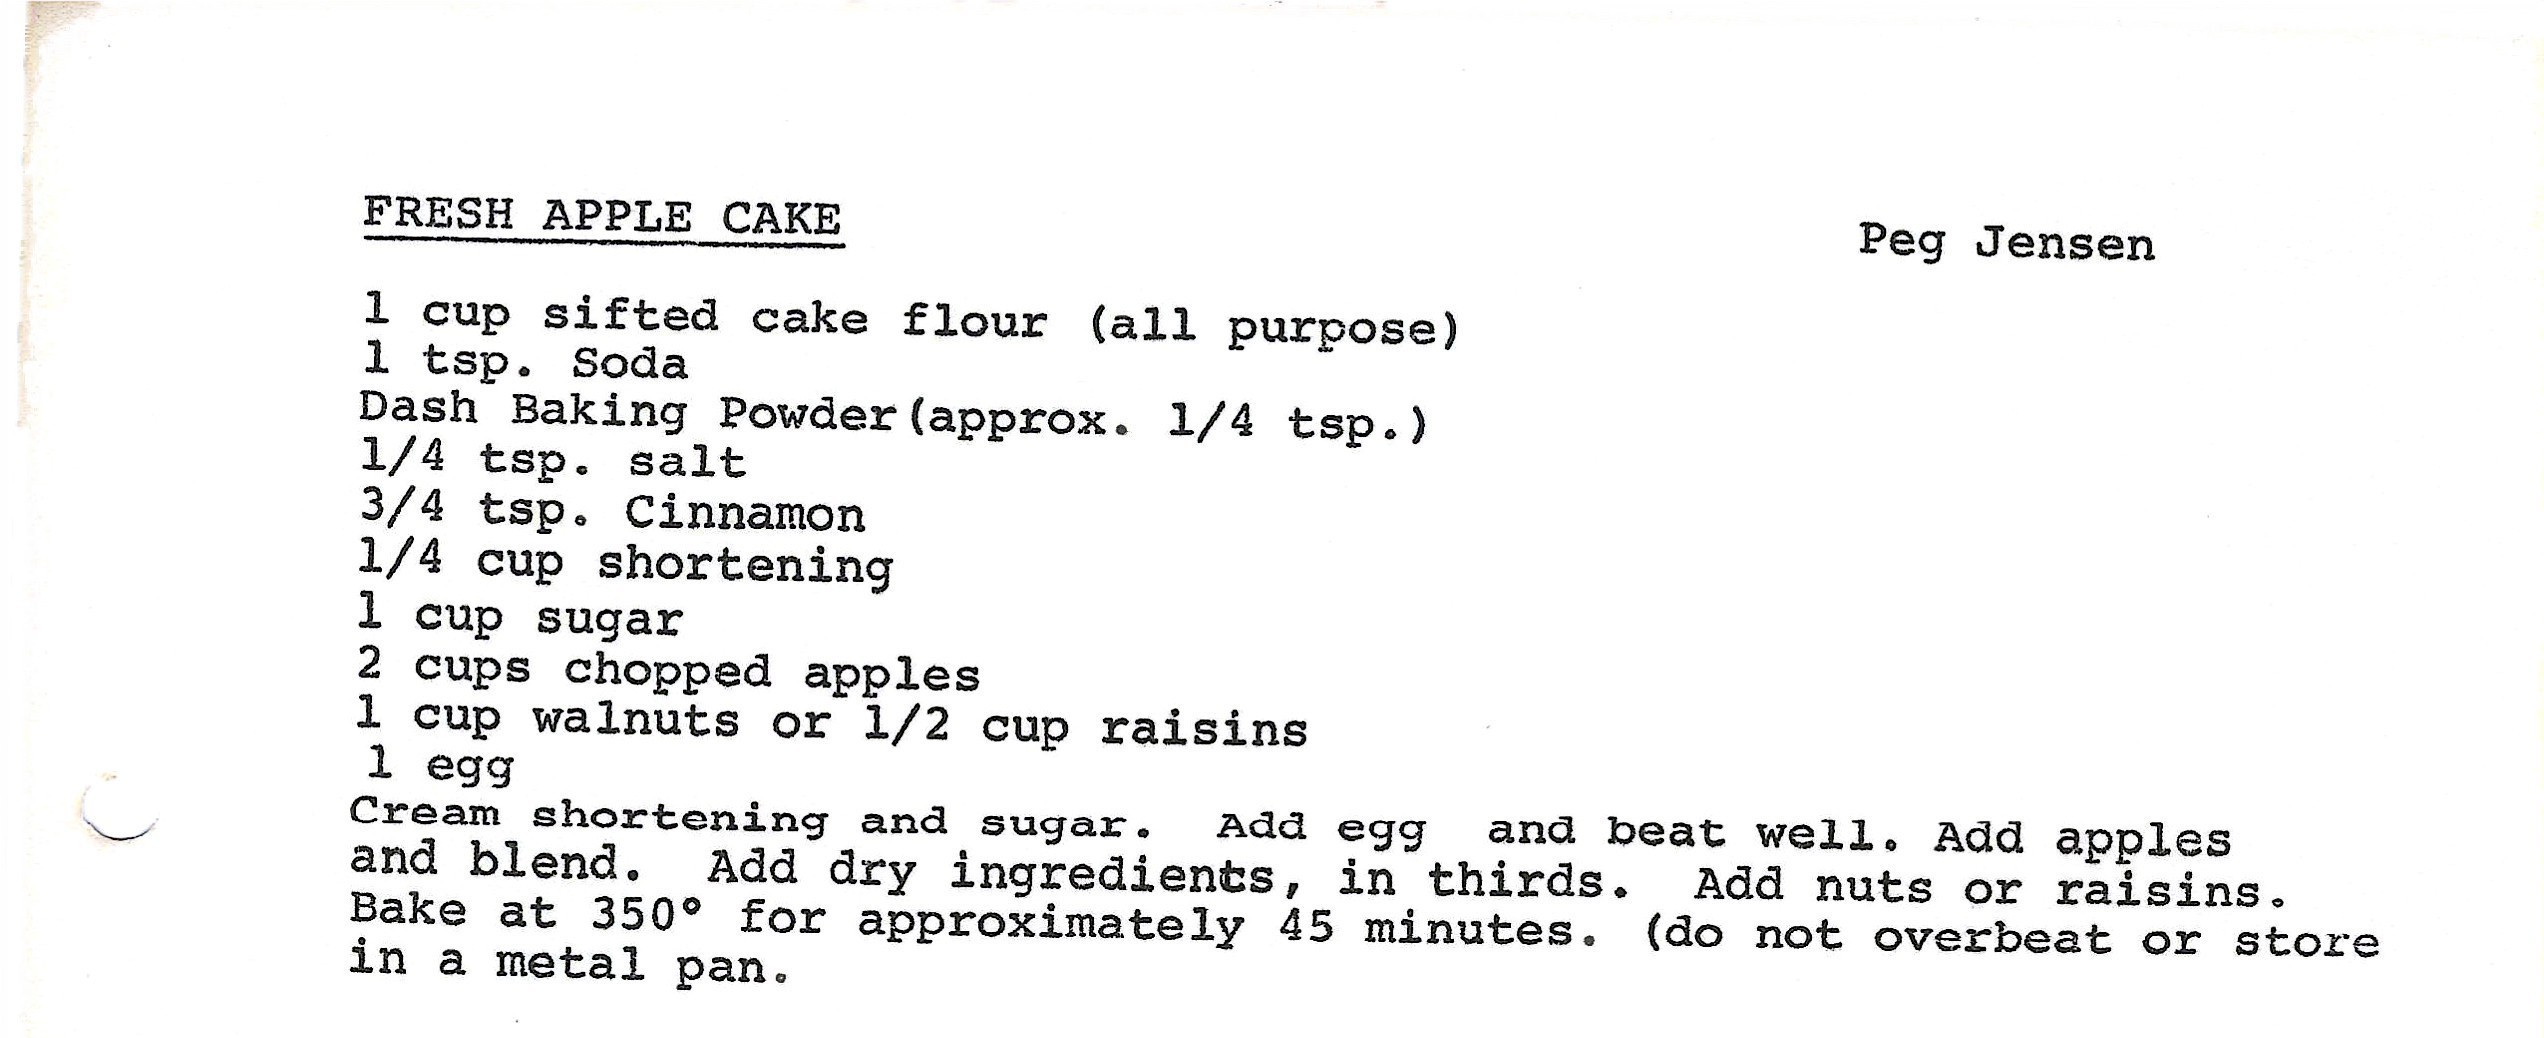 FRESH APPLE CAKE
Peg Jensen
1 cup sifted cake flour (all purpose)
1 tsp. Soda
Dash Baking Powder(approx. 1/4 tsp.)
1/4 tsp. salt
3/4 tsp. Cinnamon
1/4 cup shortening
1 cup sugar
2 cups chopped apples
1 cup walnuts or 1/2 cup raisins
1 egg
Cream shortening and sugar. Add egg and beat well. Add apples
and blend. Add dry ingredients, in thirds. Add nuts or raisins.
Bake at 350° for approximately 45 minutes. (do not overbeat or store
in a metal pan.